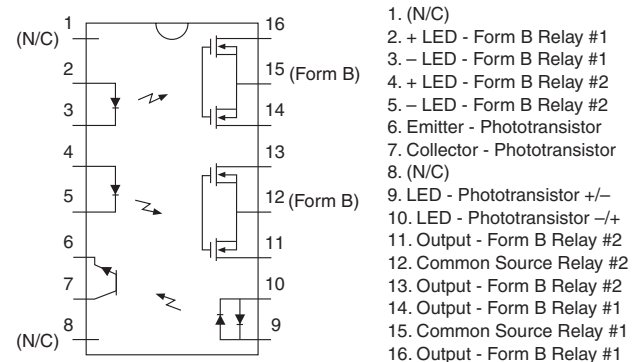 1
(N/C)
2
3
4
5
6
7
8
(N/C)
16
15 (Form B)
14
13
12 (Form B)
11
10
9
1. (N/C)
2. + LED - Form B Relay #1
3. – LED - Form B Relay #1
4. + LED - Form B Relay #2
5. – LED - Form B Relay #2
6. Emitter - Phototransistor
7. Collector - Phototransistor
8. (N/C)
9. LED - Phototransistor +/–
10. LED - Phototransistor –/+
11. Output - Form B Relay #2
12. Common Source Relay #2
13. Output - Form B Relay #2
14. Output - Form B Relay #1
15. Common Source Relay #1
16. Output - Form B Relay #1